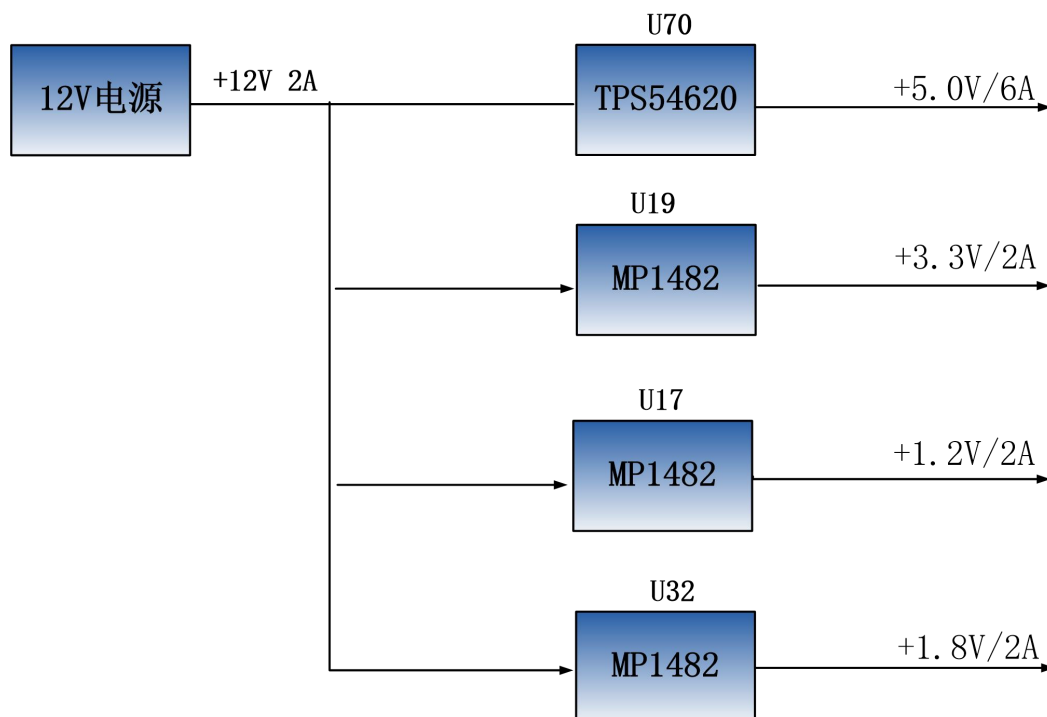 U70
12V电源
+12V 2A
TPS54620
+5.0V/6A
U19
MP1482
+3.3V/2A
U17
MP1482
+1.2V/2A
U32
MP1482
+1.8V/2A